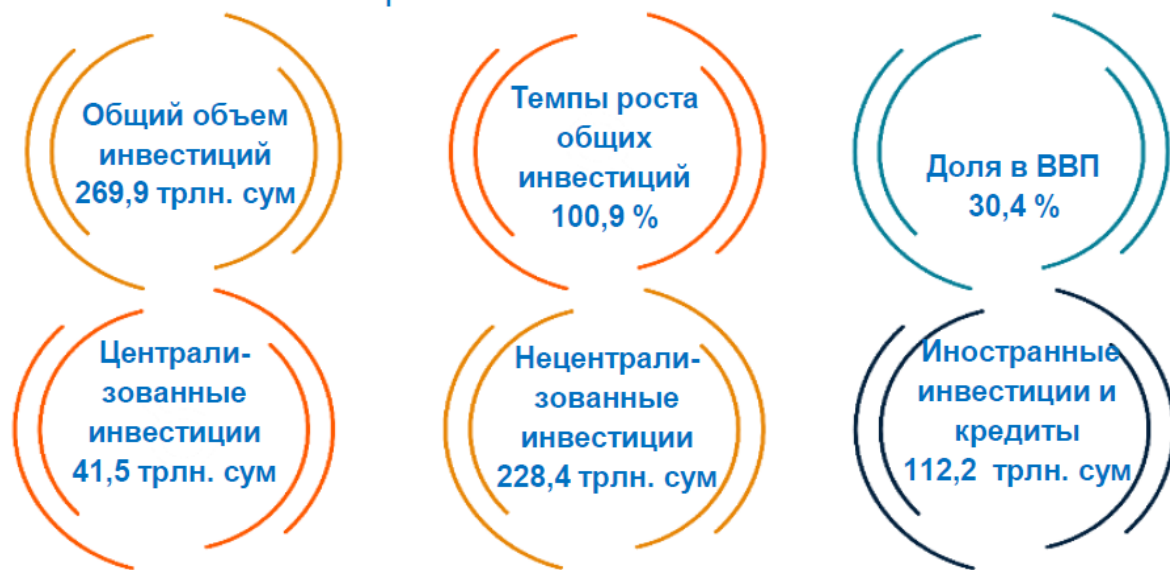 Общий объем
инвестиций
269,9 трлн. сум
Темпы роста
общих
инвестиций
100,9 %
Доля в ВВП
30,4 %
Централи-
зованные
инвестиции
41,5 трлн. сум
Нецентрали-
зованные
инвестиции
228,4 трлн. сум
Иностранные
инвестиции и
кредиты
112,2 трлн. сум